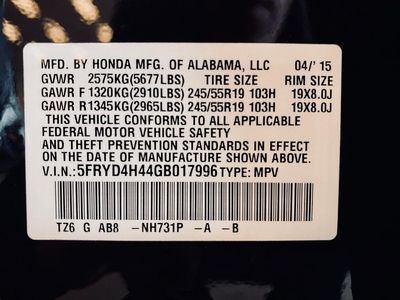 MFD. BY HONDA MFG. OF ALABAMA, LLC 04/' 15
GVWR 2575KG(5677LBS) TIRE SIZE RIM SIZE
GAWR F 1320KG(2910LBS) 245/55R19 103H 19X8.0J
GAWR R1345KG(2965LBS) 245/55R19 103H 19X8.0J
THIS VEHICLE CONFORMS TO ALL APPLICABLE
FEDERAL MOTOR VEHICLE SAFETY
AND THEFT PREVENTION STANDARDS IN EFFECT
ON THE DATE OF MANUFACTURE SHOWN ABOVE.
V.I.N.:5FRYD4H44GB017996 TYPE: MPV
TZ6 G AB8 -NH731P -A -B